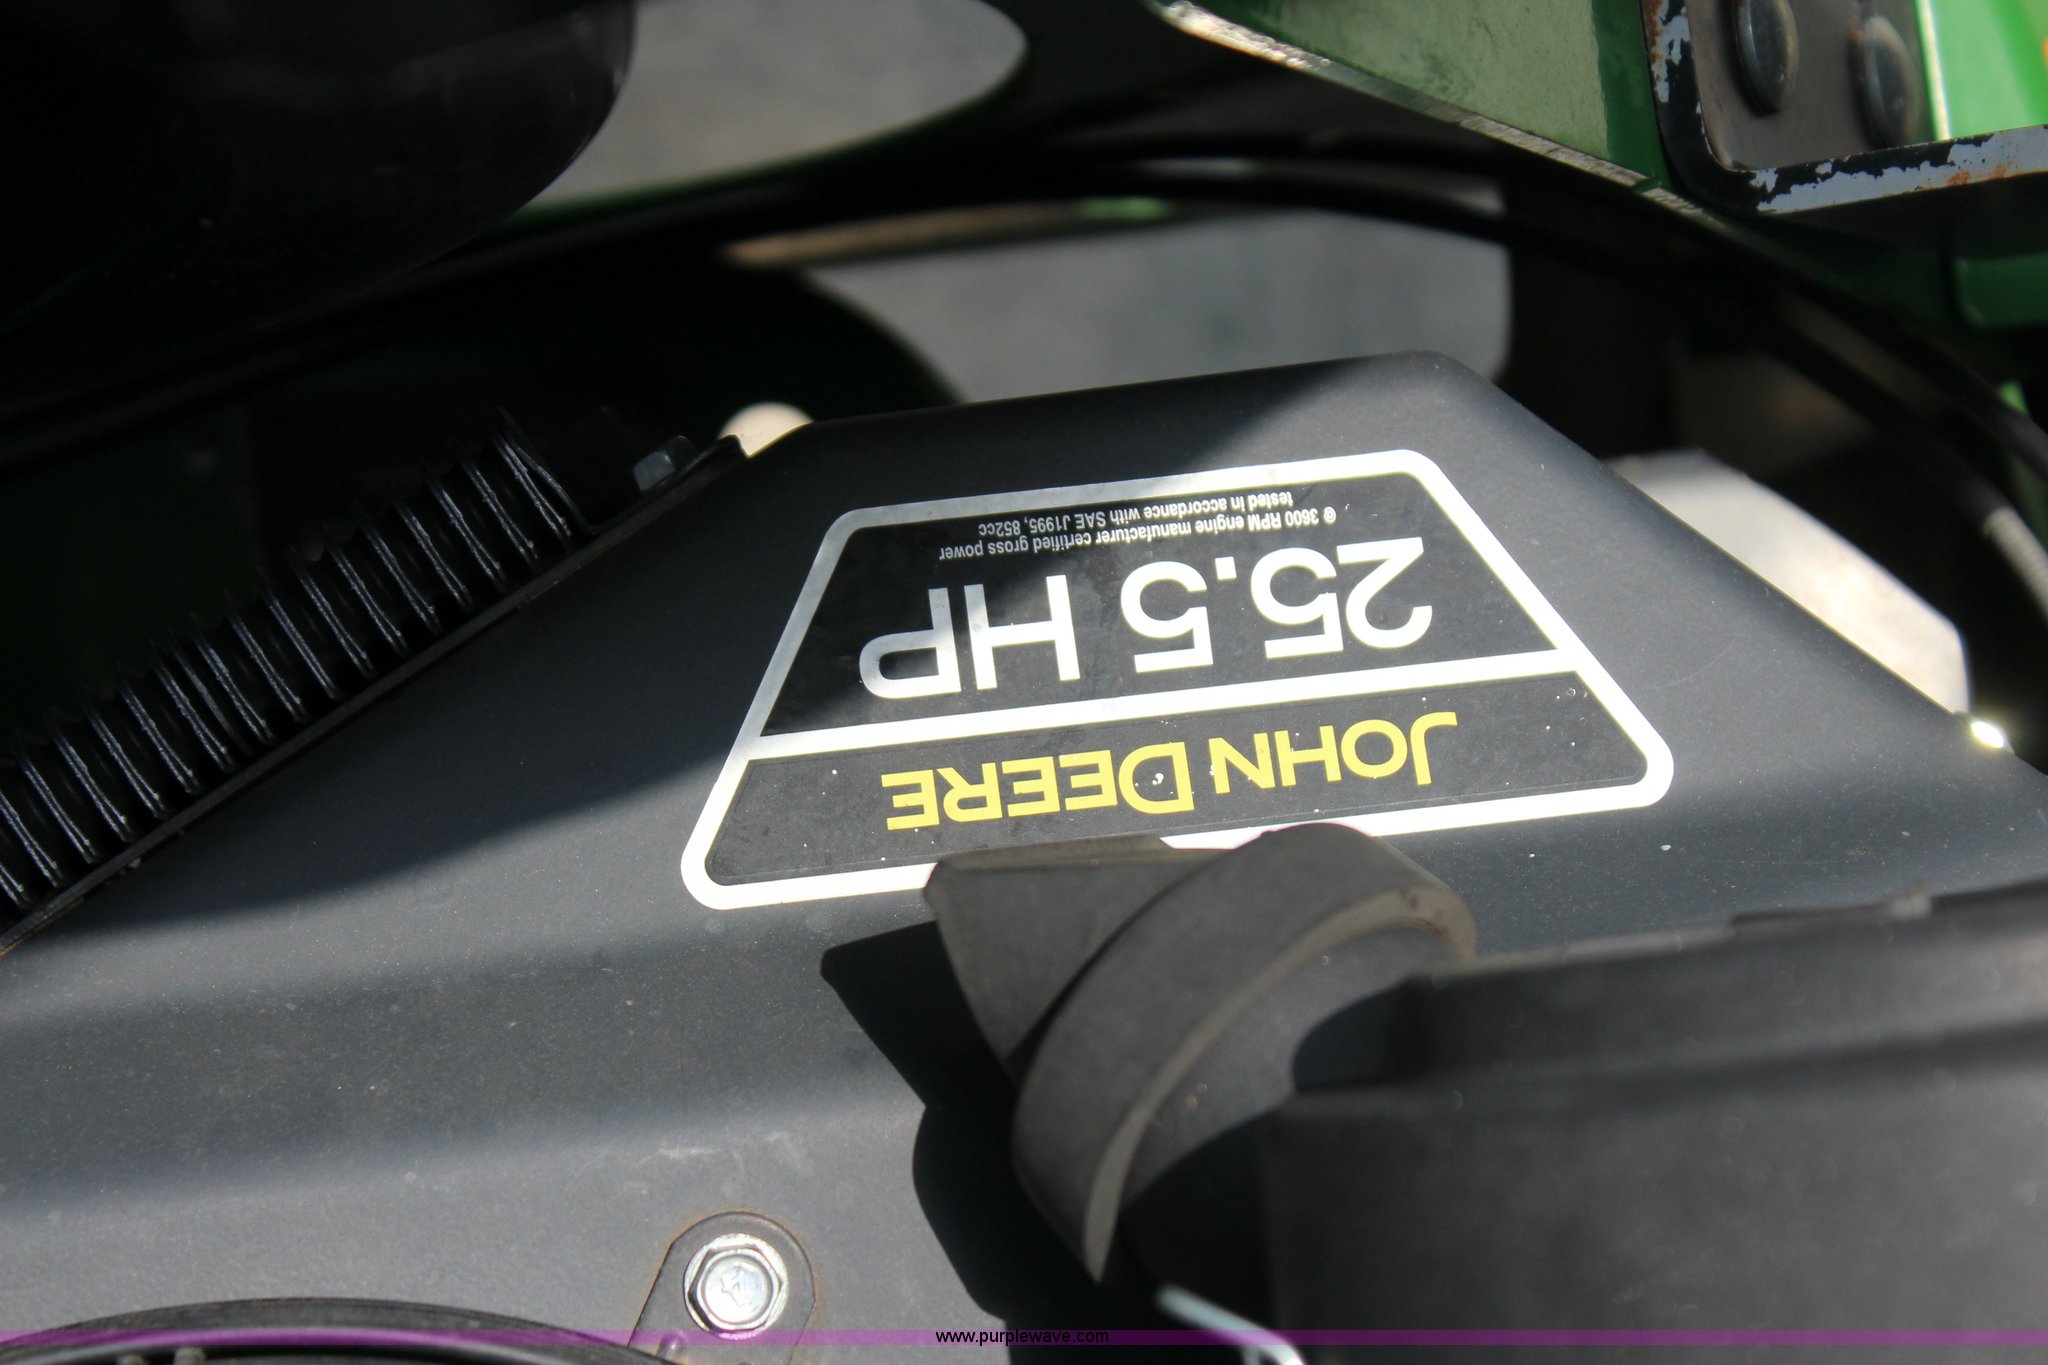 JOHN DEERE
25.5 HP
@ 3600 RPM engine manufacturer certified gross power
tested in accordance with SAE J1995, 852cc
www.purplewave.com